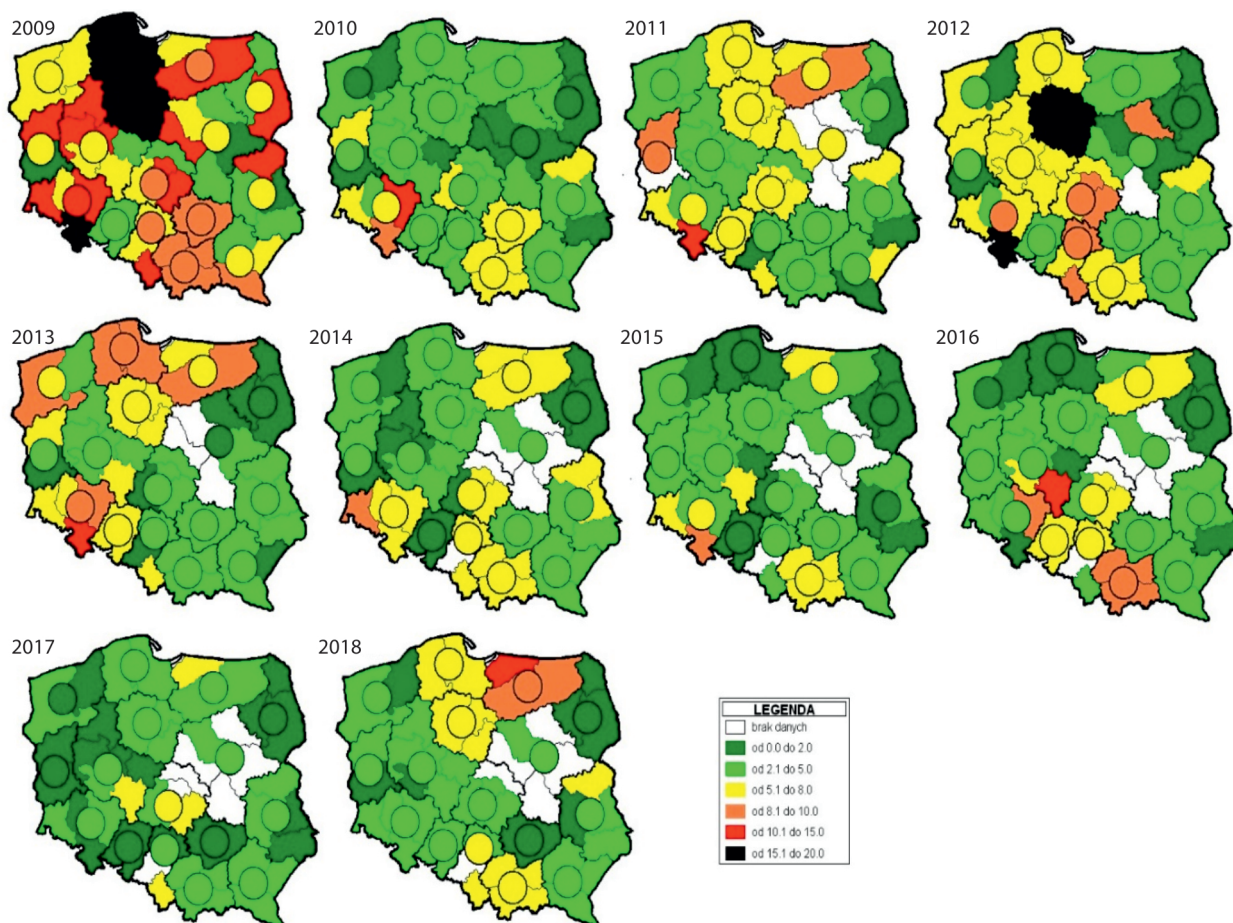 2009
2010
2011
2012
2013
2014
2015
2016
2017
2018
LEGENDA
brak danych
od 0.0 do 2.0
od 2.1 do 5.0
od 5.1 do 8.0
od 8.1 do 10.0
od 10.1 do 15.0
od 15.1 do 20.0